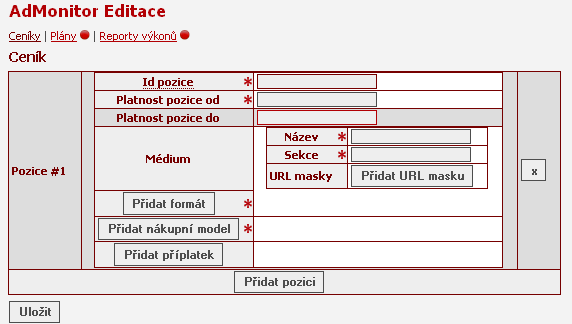 AdMonitor Editace
Ceníky | Plány | Reporty výkonů
Ceník
Id pozice *
Platnost pozice od *
Platnost pozice do
Název *
Médium Sekce *
URL masky Přidat URL masku
Pozice #1 x
Přidat formát *
Přidat nákupní model *
Přidat příplatek
Přidat pozici
Uložit